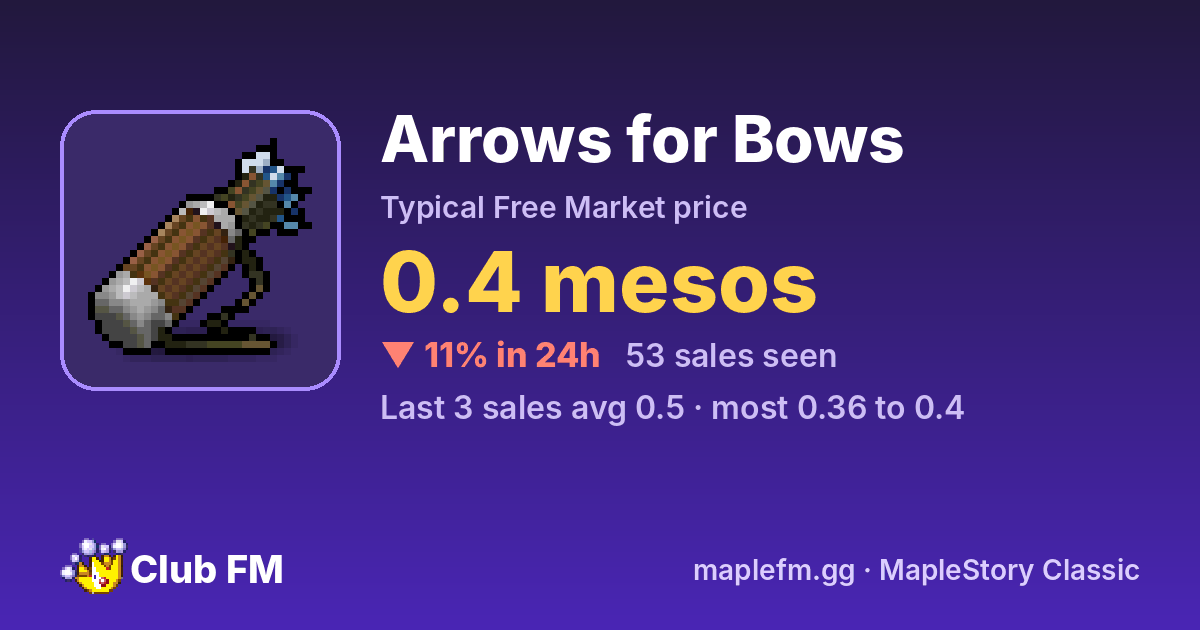 Arrows for Bows
Typical Free Market price
0.4 mesos
▼ 11% in 24h 53 sales seen
Last 3 sales avg 0.5 · most 0.36 to 0.4
Club FM
maplefm.gg · MapleStory Classic